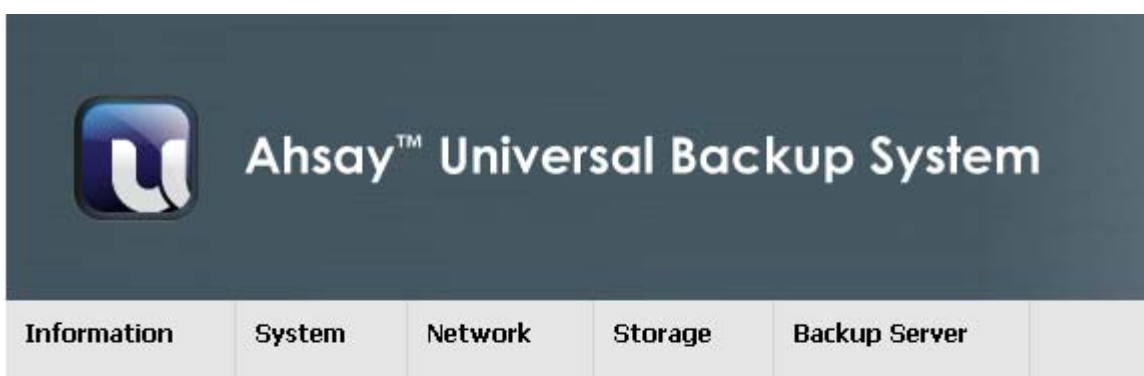 Ahsay™ Universal Backup System
Information System Network Storage Backup Server